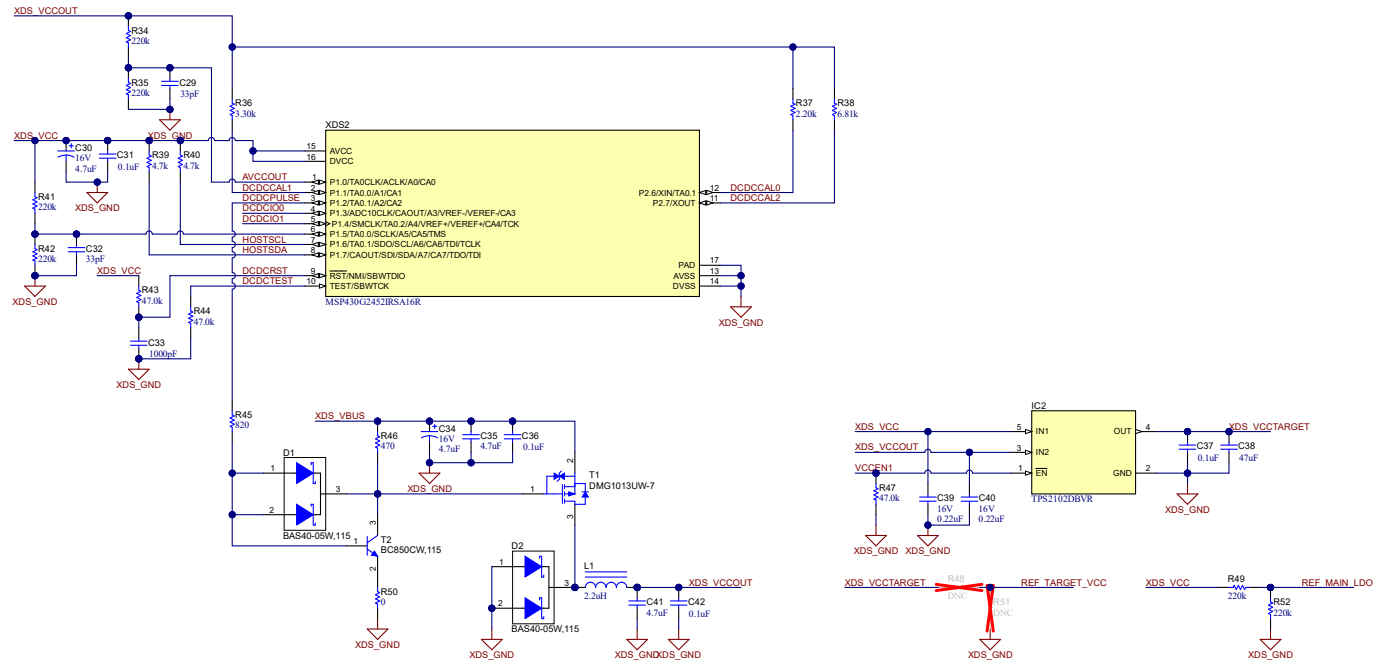 XDS_VCCOUT
R34
220k
R35
220k
C29
33pF
XDS_GND
R36
3.30k
R37
2.20k
R38
6.81k
XDS_VCC
C30
16V
4.7uF
C31
0.1uF
XDS_GND
R39
4.7k
R40
4.7k
R41
220k
R42
220k
C32
33pF
XDS_GND
XDS2
15 AVCC
16 DVCC
AVCCOUT 1 P1.0/TA0CLK/ACLK/A0/CA0
DCDCCAL1 2 P1.1/TA0.0/A1/CA1
DCDCPULSE 3 P1.2/TA0.1/A2/CA2
DCDCIO0 4 P1.3/ADC10CLK/CAOUT/A3/VREF-/VEREF-/CA3
DCDCIO1 5 P1.4/SMCLK/TA0.2/A4/VREF+/VEREF+/CA4/TCK
6 P1.5/TA0.0/SCLK/A5/CA5/TMS
HOSTSCL 7 P1.6/TA0.1/SDO/SCL/A6/CA6/TDI/TCLK
HOSTSDA 8 P1.7/CAOUT/SDI/SDA/A7/CA7/TDO/TDI
DCDCRST 9 RST/NMI/SBWTDIO
DCDCTEST 10 TEST/SBWTCK
P2.6/XIN/TA0.1 12 DCDCCAL0
P2.7/XOUT 11 DCDCCAL2
PAD 17
AVSS 13
DVSS 14
MSP430G2452IRSA16R
XDS_GND
XDS_VCC
R43
47.0k
R44
47.0k
C33
1000pF
XDS_GND
R45
820
XDS_VBUS
R46
470
C34
16V
4.7uF
C35
4.7uF
C36
0.1uF
XDS_GND
D1
1
2
3
BAS40-05W,115
1
3
2
T2
BC850CW,115
R50
0
XDS_GND
1
2
3
T1
DMG1013UW-7
D2
1
2
3
BAS40-05W,115
XDS_GND
L1
2.2uH
XDS_VCCOUT
C41
4.7uF
C42
0.1uF
XDS_GND
XDS_GND
IC2
XDS_VCC 5 IN1
XDS_VCCOUT 3 IN2
VCCEN1 1 EN
OUT 4 XDS_VCCTARGET
GND 2
TPS2102DBVR
R47
47.0k
C39
16V
0.22uF
C40
16V
0.22uF
XDS_GND
XDS_GND
C37
0.1uF
C38
47uF
XDS_GND
XDS_VCCTARGET
R48
DNC
REF_TARGET_VCC
R51
DNC
XDS_GND
XDS_VCC
R49
220k
REF_MAIN_LDO
R52
220k
XDS_GND